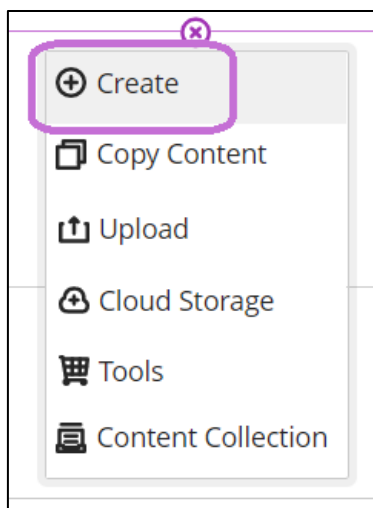 Create
Copy Content
Upload
Cloud Storage
Tools
Content Collection